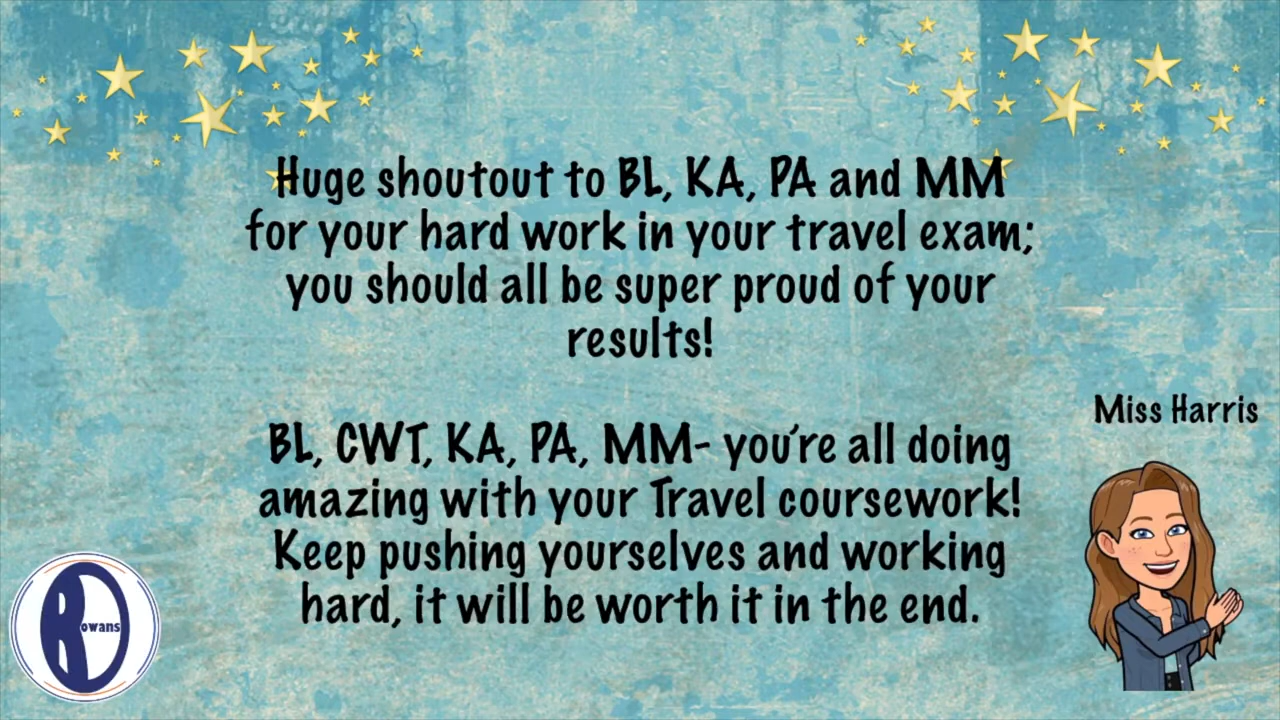 Huge shoutout to BL, KA, PA and MM
for your hard work in your travel exam;
you should all be super proud of your
results!
Miss Harris
BL, CWT, KA, PA, MM- you're all doing
amazing with your Travel coursework!
Keep pushing yourselves and working
hard, it will be worth it in the end.
Rowans